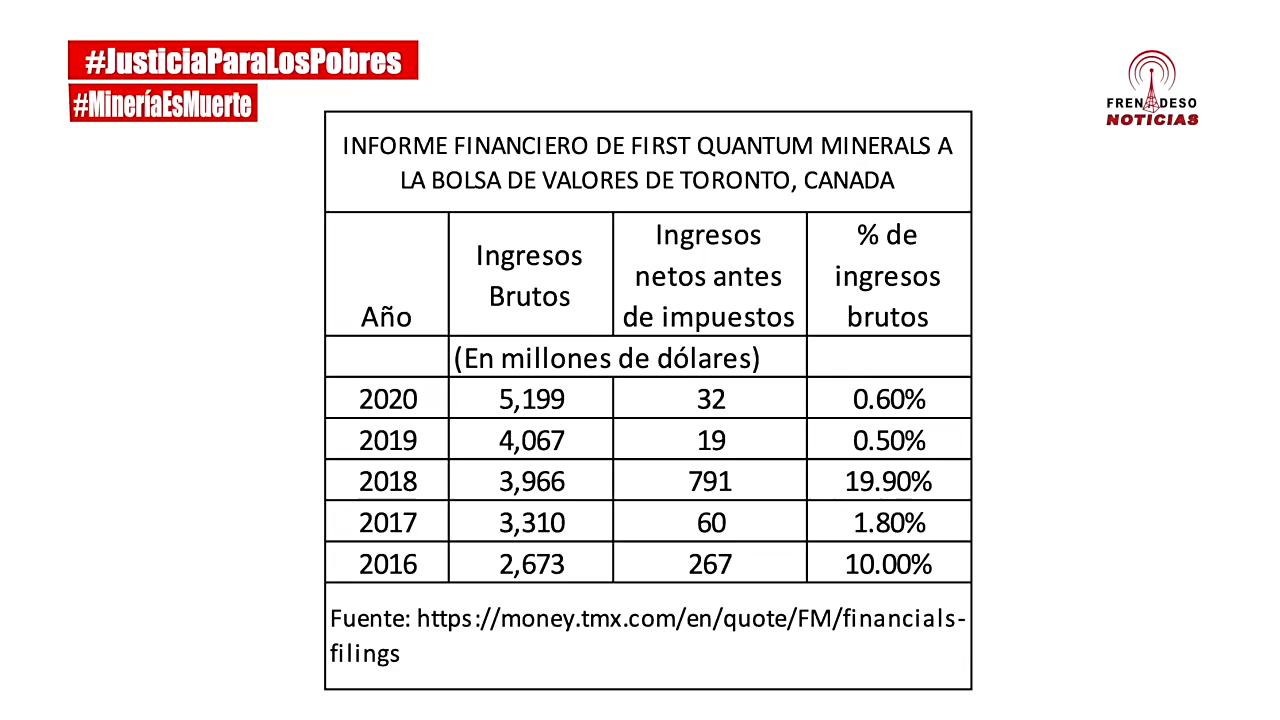 #JusticiaParaLosPobres
#MineríaEsMuerte
FRENADESO
NOTICIAS
INFORME FINANCIERO DE FIRST QUANTUM MINERALS A
LA BOLSA DE VALORES DE TORONTO, CANADA
Año
Ingresos
Brutos
Ingresos
netos antes
de impuestos
% de
ingresos
brutos
(En millones de dólares)
2020 5,199 32 0.60%
2019 4,067 19 0.50%
2018 3,966 791 19.90%
2017 3,310 60 1.80%
2016 2,673 267 10.00%
Fuente: https://money.tmx.com/en/quote/FM/financials-
filings